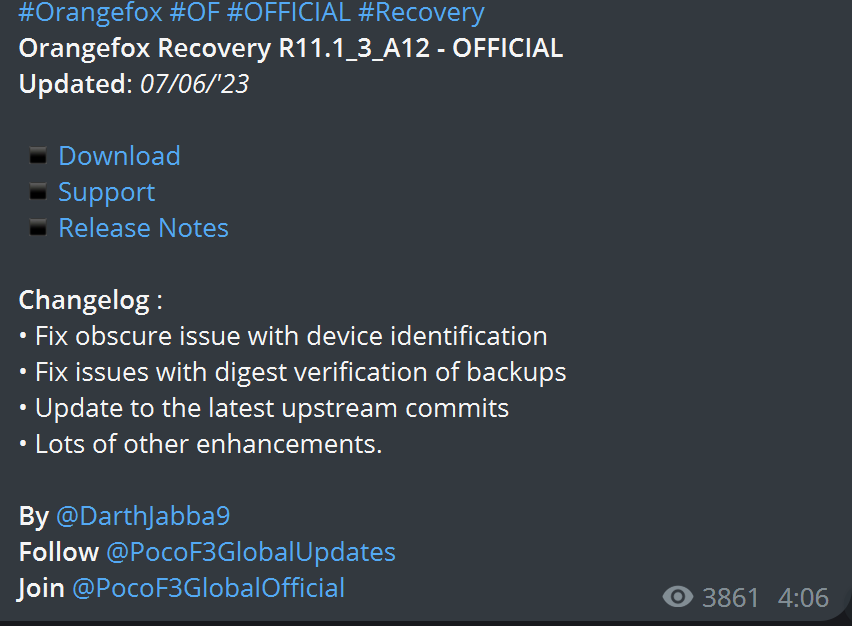 #Orangefox #OF #OFFICIAL #Recovery
Orangefox Recovery R11.1_3_A12 - OFFICIAL
Updated: 07/06/'23
Download
Support
Release Notes
Changelog :
• Fix obscure issue with device identification
• Fix issues with digest verification of backups
• Update to the latest upstream commits
• Lots of other enhancements.
By @DarthJabba9
Follow @PocoF3GlobalUpdates
Join @PocoF3GlobalOfficial
3861 4:06